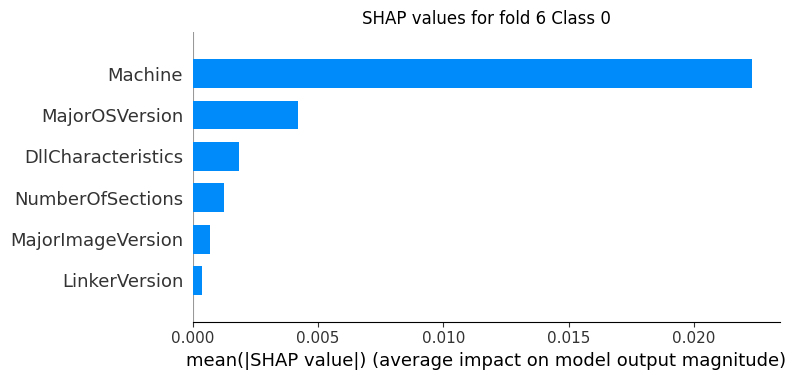 SHAP values for fold 6 Class 0
Machine
MajorOSVersion
DllCharacteristics
NumberOfSections
MajorImageVersion
LinkerVersion
0.000 0.005 0.010 0.015 0.020
mean(|SHAP value|) (average impact on model output magnitude)